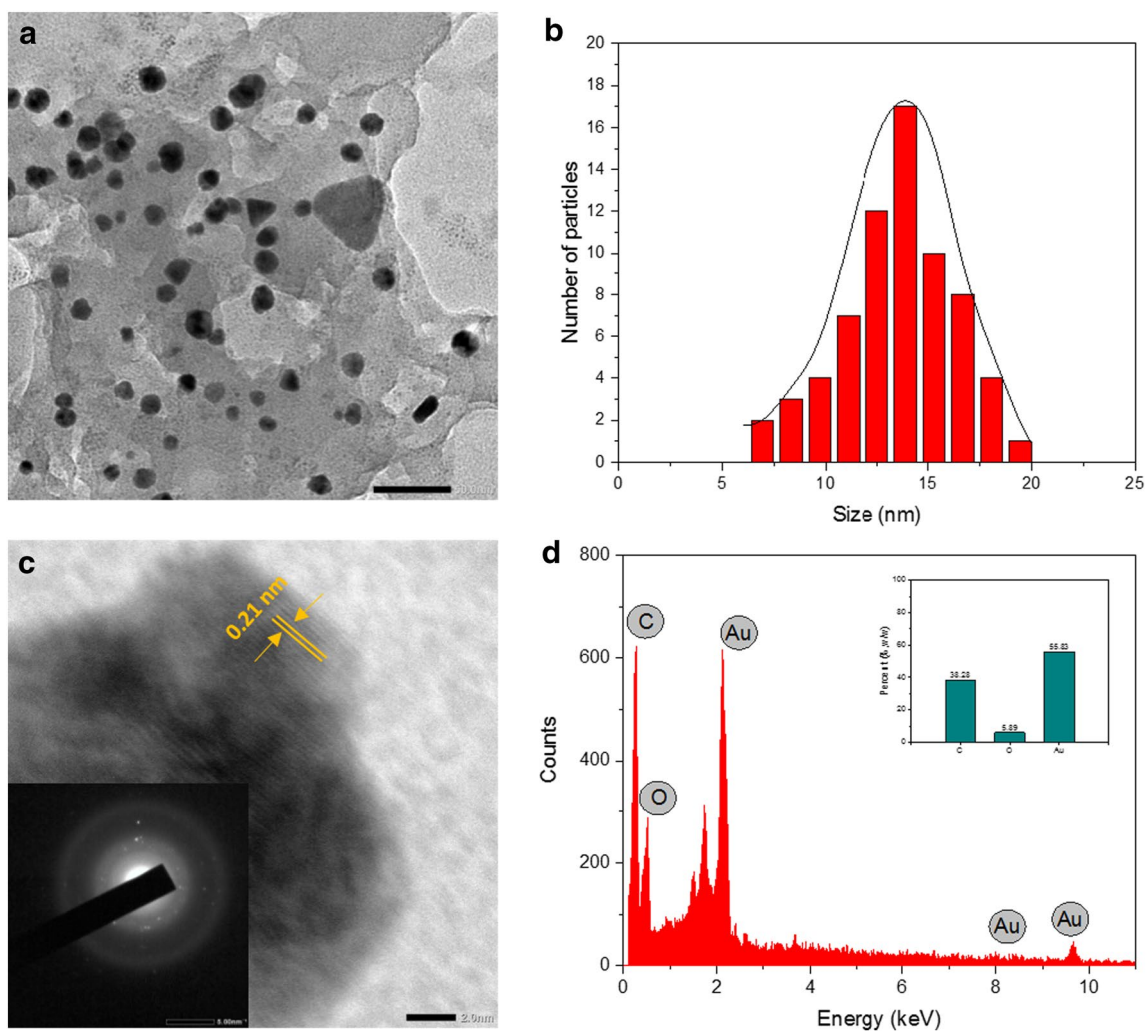 a
b
20
18
16
14
12
10
8
6
4
2
0
Number of particles
0 5 10 15 20 25
Size (nm)
c
0.21 nm
2.0nm
d
800
600
400
200
0
Counts
C
O
Au
Au
Au
0 2 4 6 8 10
Energy (keV)
100
80
60
40
20
0
38.28
5.89
55.83
C O Au